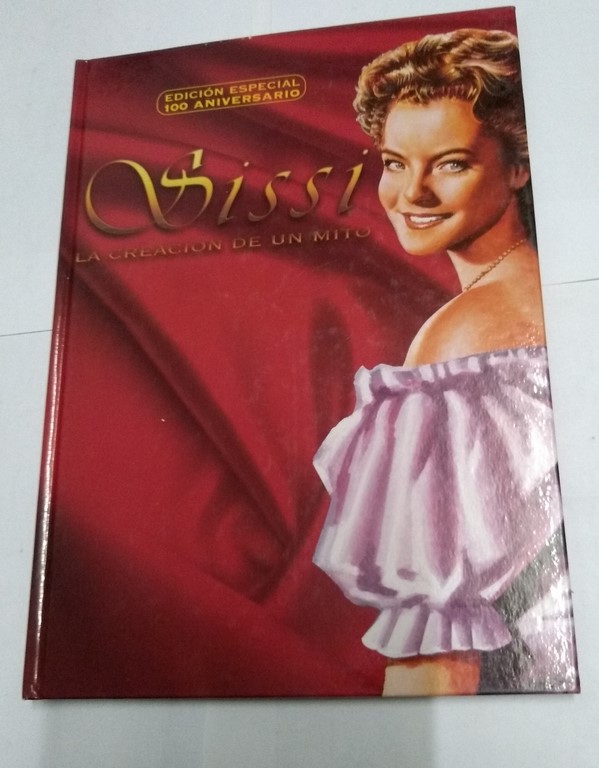 EDICIÓN ESPECIAL
100 ANIVERSARIO
Sissi
LA CREACIÓN DE UN MITO